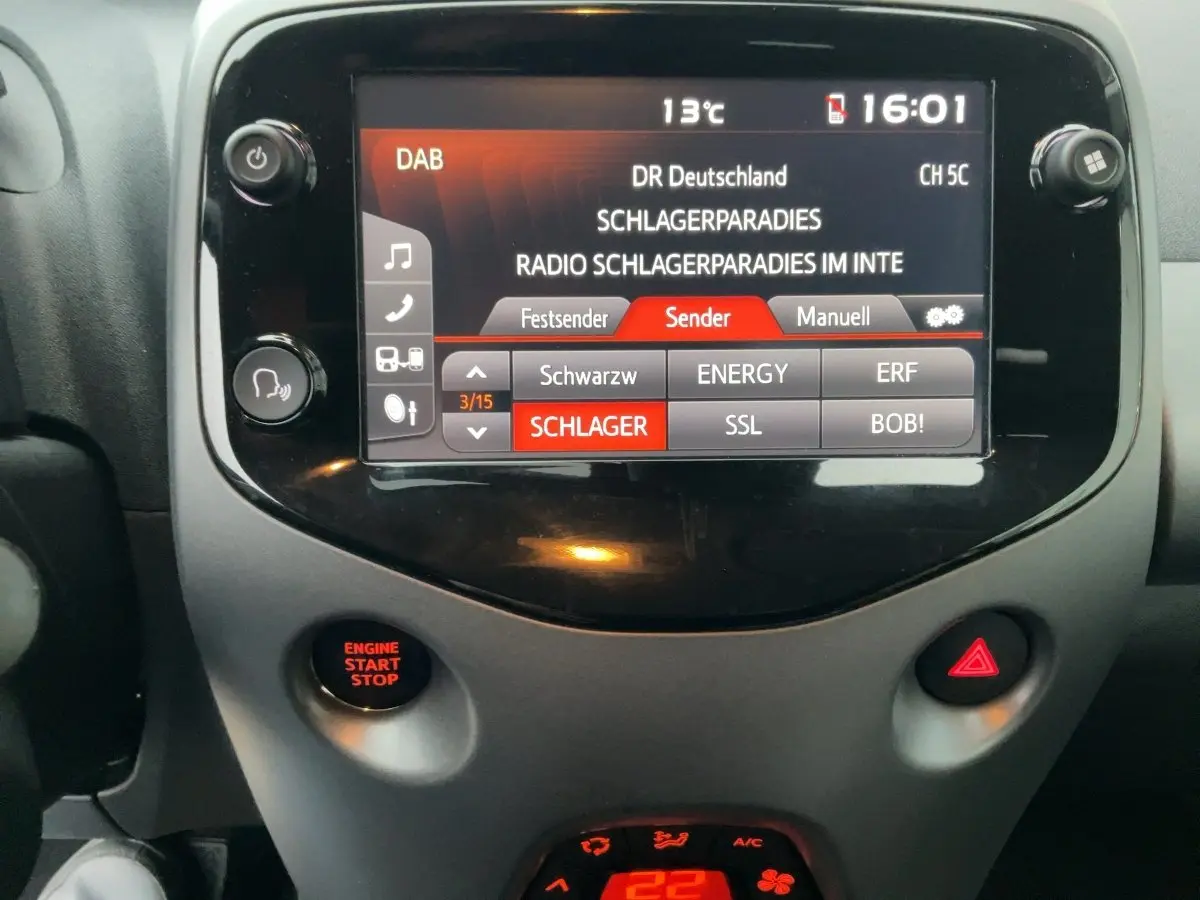 13°C 16:01
DAB
DR Deutschland CH 5C
SCHLAGERPARADIES
RADIO SCHLAGERPARADIES IM INTE
Festsender Sender Manuell
Schwarzw ENERGY ERF
3/15
SCHLAGER SSL BOB!
ENGINE
START
STOP
A/C
22